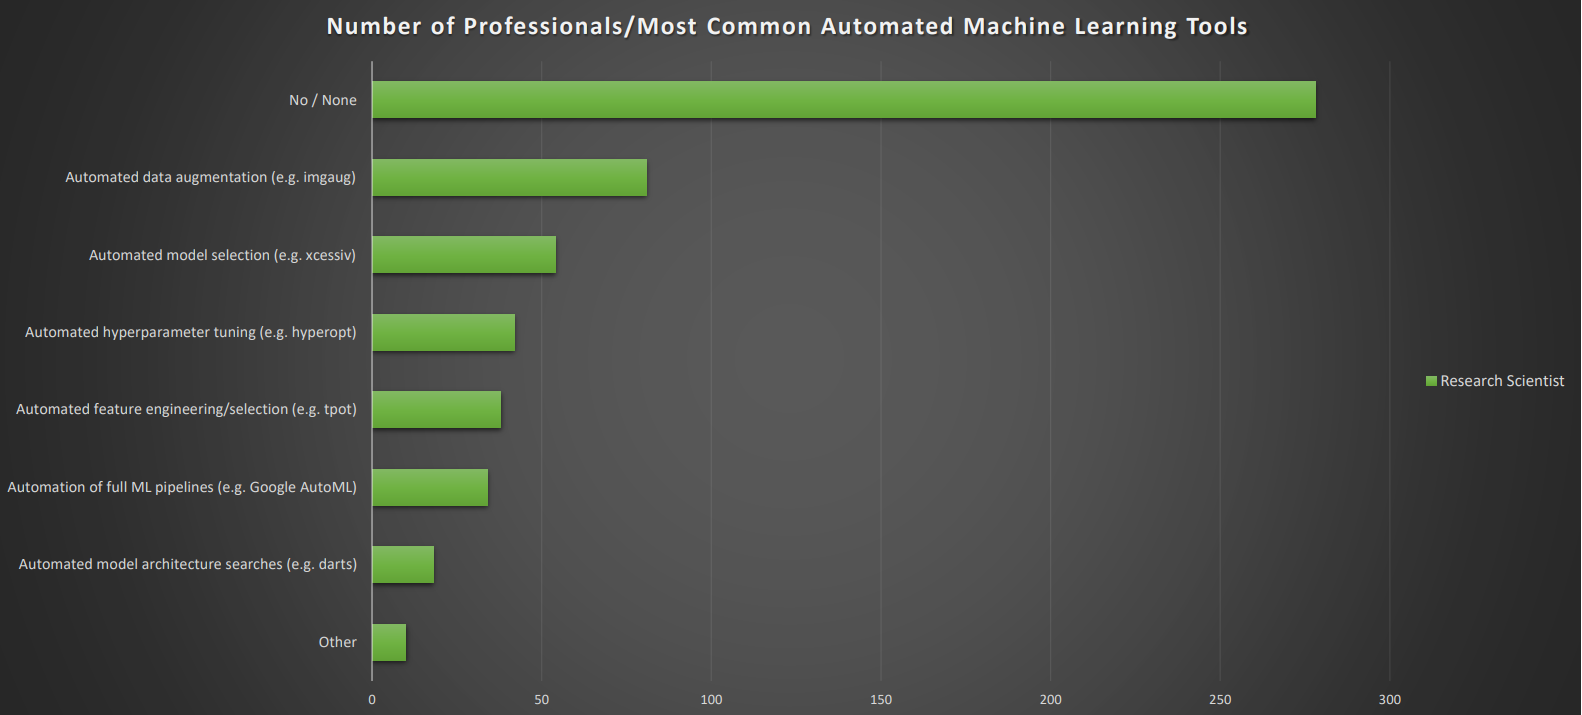 Number of Professionals/Most Common Automated Machine Learning Tools
No / None
Automated data augmentation (e.g. imgaug)
Automated model selection (e.g. xcessiv)
Automated hyperparameter tuning (e.g. hyperopt)
Automated feature engineering/selection (e.g. tpot)
Automation of full ML pipelines (e.g. Google AutoML)
Automated model architecture searches (e.g. darts)
Other
0 50 100 150 200 250 300
Research Scientist